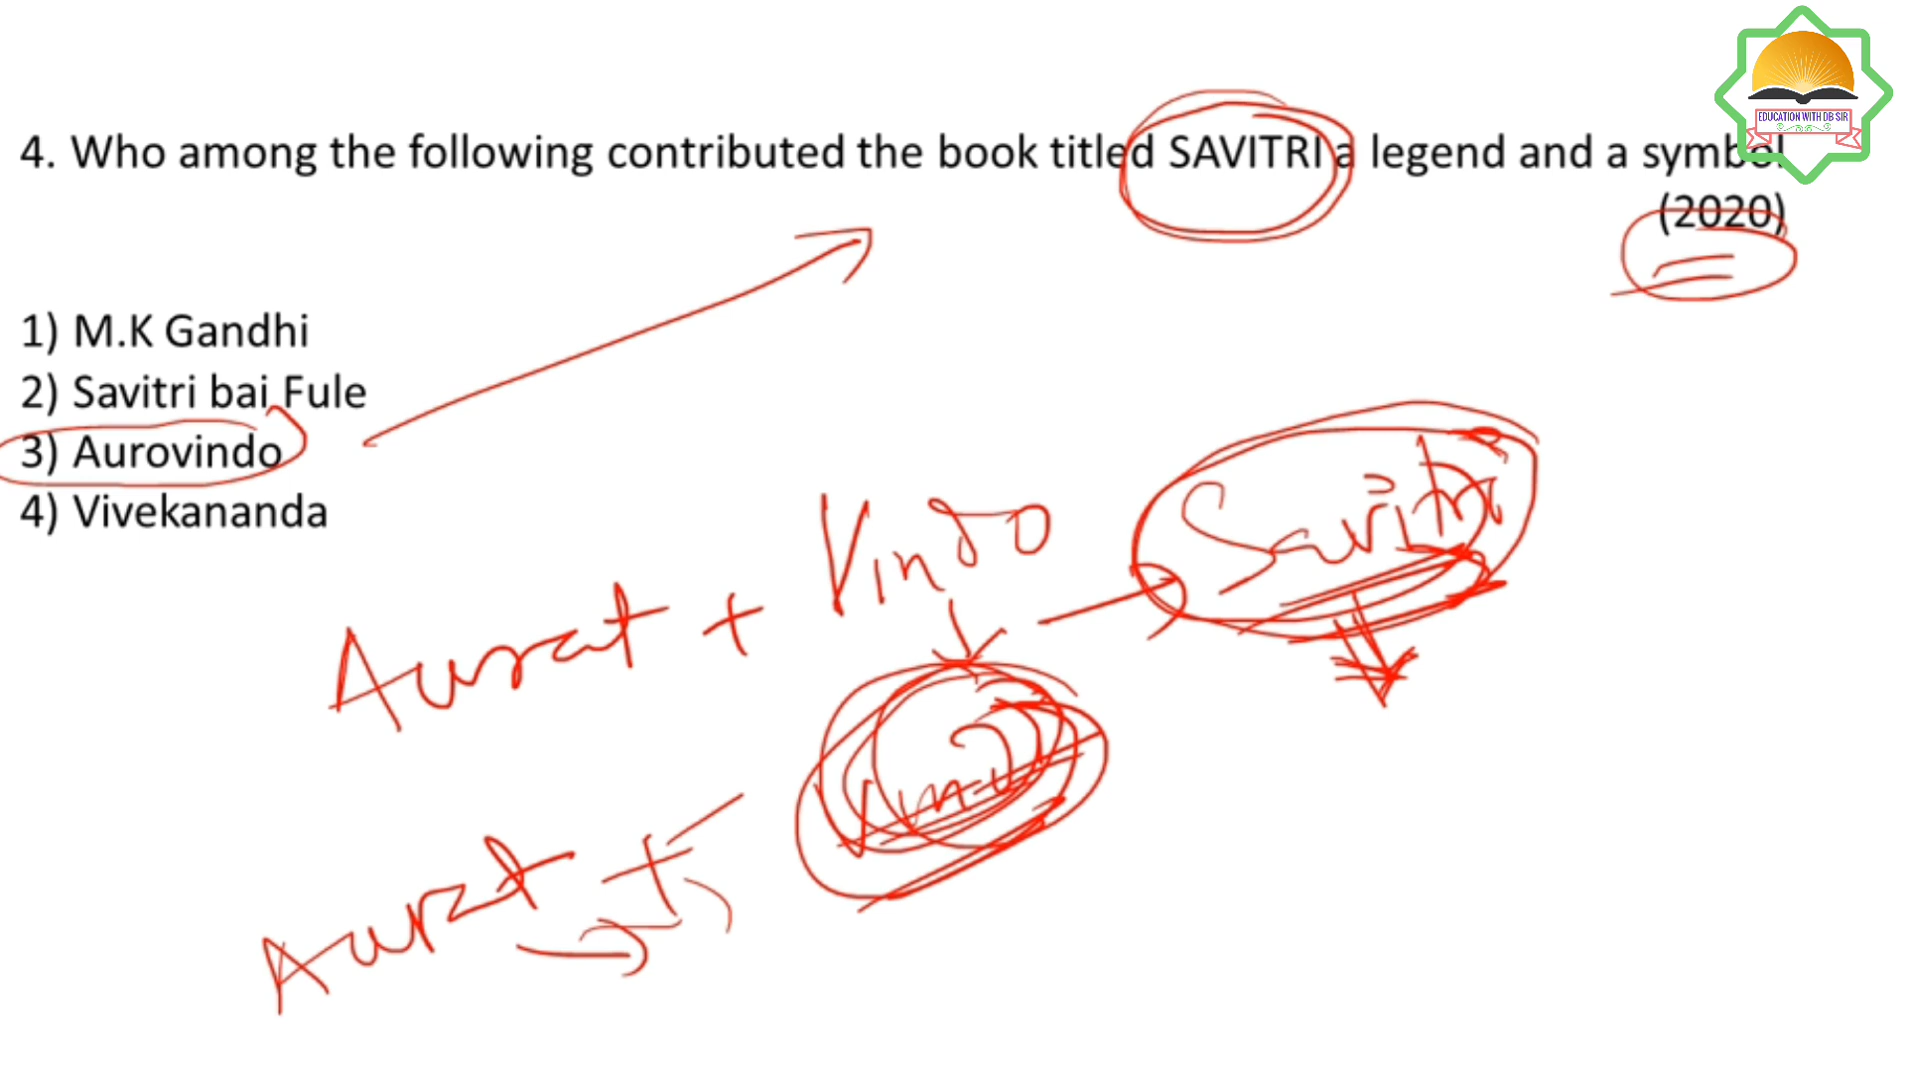 4. Who among the following contributed the book titled SAVITRI a legend and a symbol
(2020)
1) M.K Gandhi
2) Savitri bai Fule
3) Aurovindo
4) Vivekananda
Aurat + Vindo
Savitri
Aurat +
EDUCATION WITH DB SIR